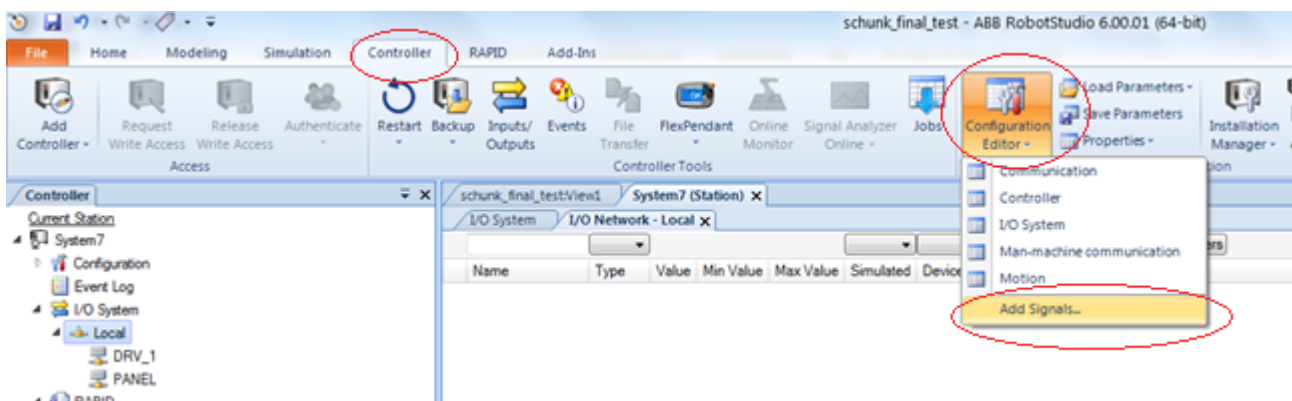 schunk_final_test - ABB RobotStudio 6.00.01 (64-bit)
File Home Modeling Simulation Controller RAPID Add-Ins
Add Controller Request Write Access Release Write Access Authenticate Restart Backup Inputs/ Outputs Events File Transfer FlexPendant Online Monitor Signal Analyzer Online Jobs Configuration Editor Load Parameters Save Parameters Properties Installation Manager
Access Controller Tools
Controller
Current Station
System7
Configuration
Event Log
I/O System
Local
DRV_1
PANEL
RAPID
schunk_final_test:View1 System7 (Station)
I/O System I/O Network - Local
Name Type Value Min Value Max Value Simulated Device
Communication
Controller
I/O System
Man-machine communication
Motion
Add Signals...